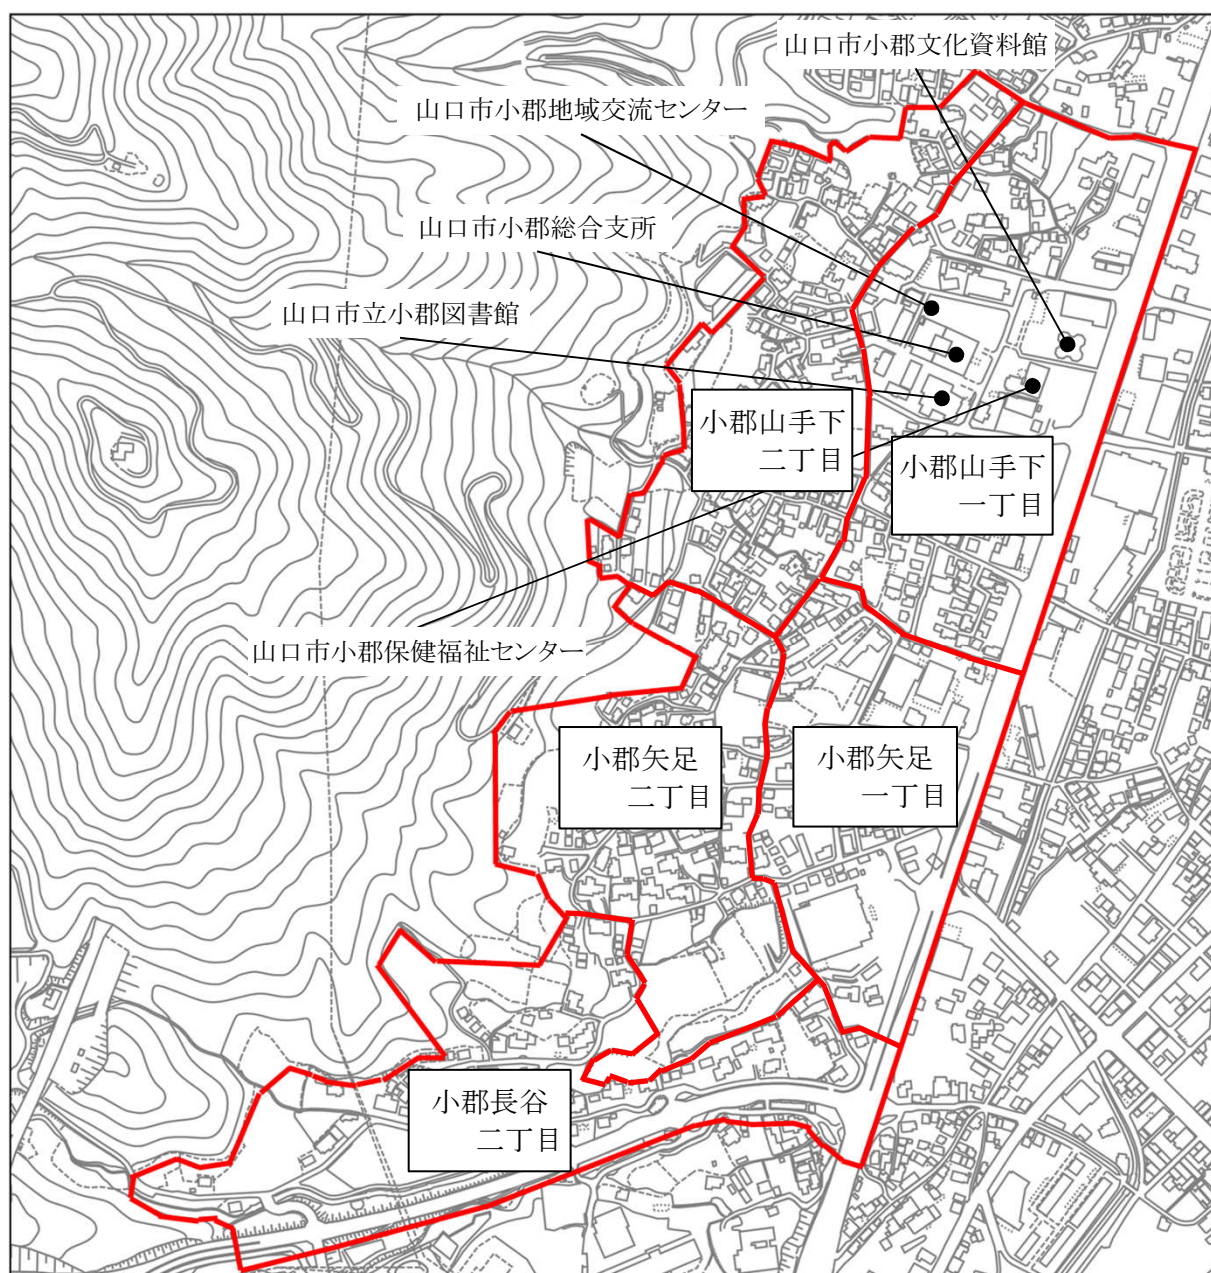 山口市小郡文化資料館
山口市小郡地域交流センター
山口市小郡総合支所
山口市立小郡図書館
小郡山手下
二丁目
小郡山手下
一丁目
山口市小郡保健福祉センター
小郡矢足
二丁目
小郡矢足
一丁目
小郡長谷
二丁目